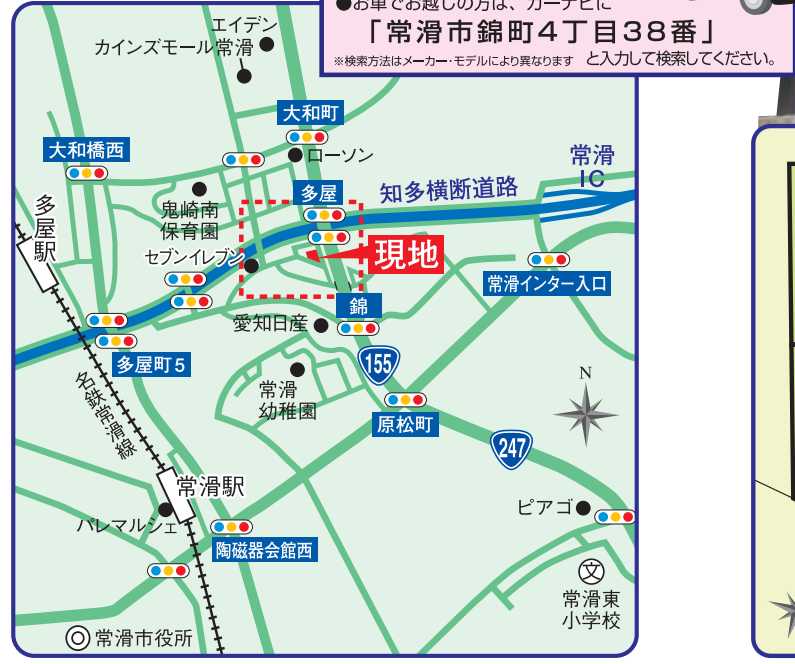 ●お車でお越しの方は、カーナビに
「常滑市錦町4丁目38番」
※検索方法はメーカー・モデルにより異なります と入力して検索してください。
エイデン
カインズモール常滑
大和町
大和橋西
ローソン
常滑
IC
知多横断道路
多屋
多屋駅
鬼崎南
保育園
セブンイレブン
現地
常滑インター入口
錦
愛知日産
155
多屋町5
N
名鉄常滑線
常滑
幼稚園
原松町
247
常滑駅
ピアゴ
パレマルシェ
陶磁器会館西
文
常滑東
小学校
常滑市役所